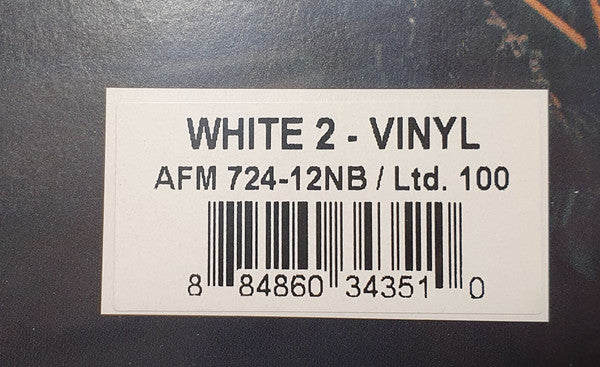 WHITE 2 - VINYL
AFM 724-12NB / Ltd. 100
8 84860 34351 0